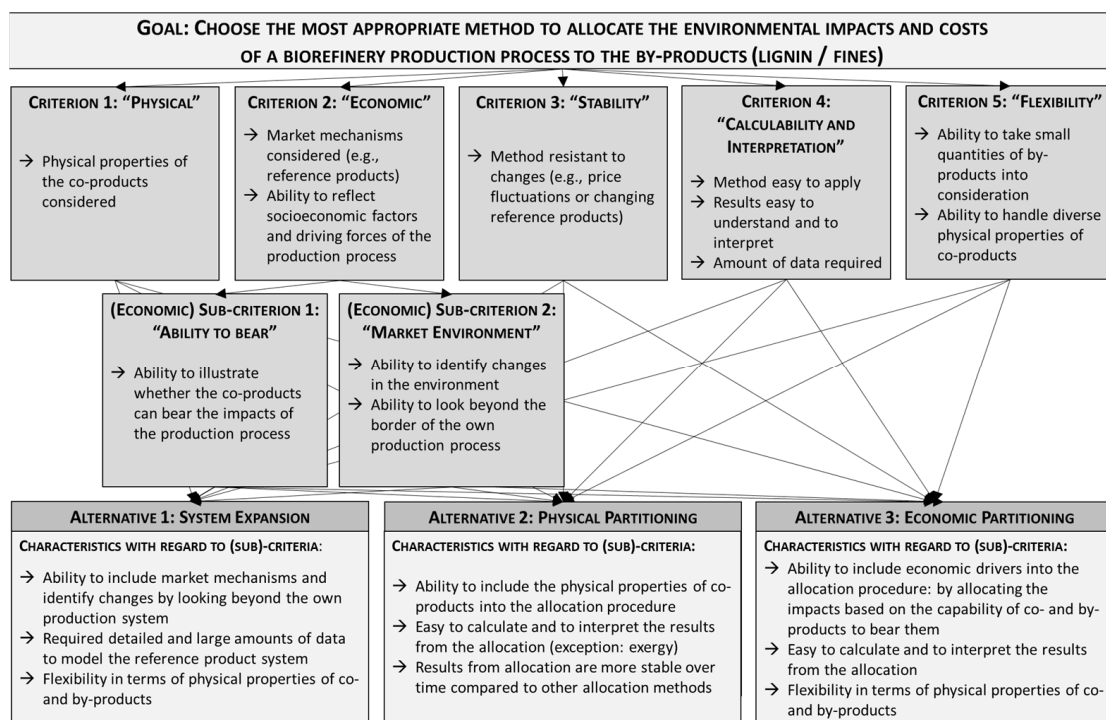 GOAL: CHOOSE THE MOST APPROPRIATE METHOD TO ALLOCATE THE ENVIRONMENTAL IMPACTS AND COSTS
OF A BIOREFINERY PRODUCTION PROCESS TO THE BY-PRODUCTS (LIGNIN / FINES)
CRITERION 1: “PHYSICAL”
→ Physical properties of
the co-products
considered
CRITERION 2: “ECONOMIC”
→ Market mechanisms
considered (e.g.,
reference products)
→ Ability to reflect
socioeconomic factors
and driving forces of the
production process
CRITERION 3: “STABILITY”
→ Method resistant to
changes (e.g., price
fluctuations or changing
reference products)
CRITERION 4:
“CALCULABILITY AND
INTERPRETATION”
→ Method easy to apply
→ Results easy to
understand and to
interpret
→ Amount of data required
CRITERION 5: “FLEXIBILITY”
→ Ability to take small
quantities of by-
products into
consideration
→ Ability to handle diverse
physical properties of
co-products
(ECONOMIC) SUB-CRITERION 1:
“ABILITY TO BEAR”
→ Ability to illustrate
whether the co-products
can bear the impacts of
the production process
(ECONOMIC) SUB-CRITERION 2:
“MARKET ENVIRONMENT”
→ Ability to identify changes
in the environment
→ Ability to look beyond the
border of the own
production process
ALTERNATIVE 1: SYSTEM EXPANSION
CHARACTERISTICS WITH REGARD TO (SUB)-CRITERIA:
→ Ability to include market mechanisms and
identify changes by looking beyond the own
production system
→ Required detailed and large amounts of data
to model the reference product system
→ Flexibility in terms of physical properties of co-
and by-products
ALTERNATIVE 2: PHYSICAL PARTITIONING
CHARACTERISTICS WITH REGARD TO (SUB)-CRITERIA:
→ Ability to include the physical properties of co-
products into the allocation procedure
→ Easy to calculate and to interpret the results
from the allocation (exception: exergy)
→ Results from allocation are more stable over
time compared to other allocation methods
ALTERNATIVE 3: ECONOMIC PARTITIONING
CHARACTERISTICS WITH REGARD TO (SUB)-CRITERIA:
→ Ability to include economic drivers into the
allocation procedure: by allocating the
impacts based on the capability of co- and by-
products to bear them
→ Easy to calculate and to interpret the results
from the allocation
→ Flexibility in terms of physical properties of co-
and by-products